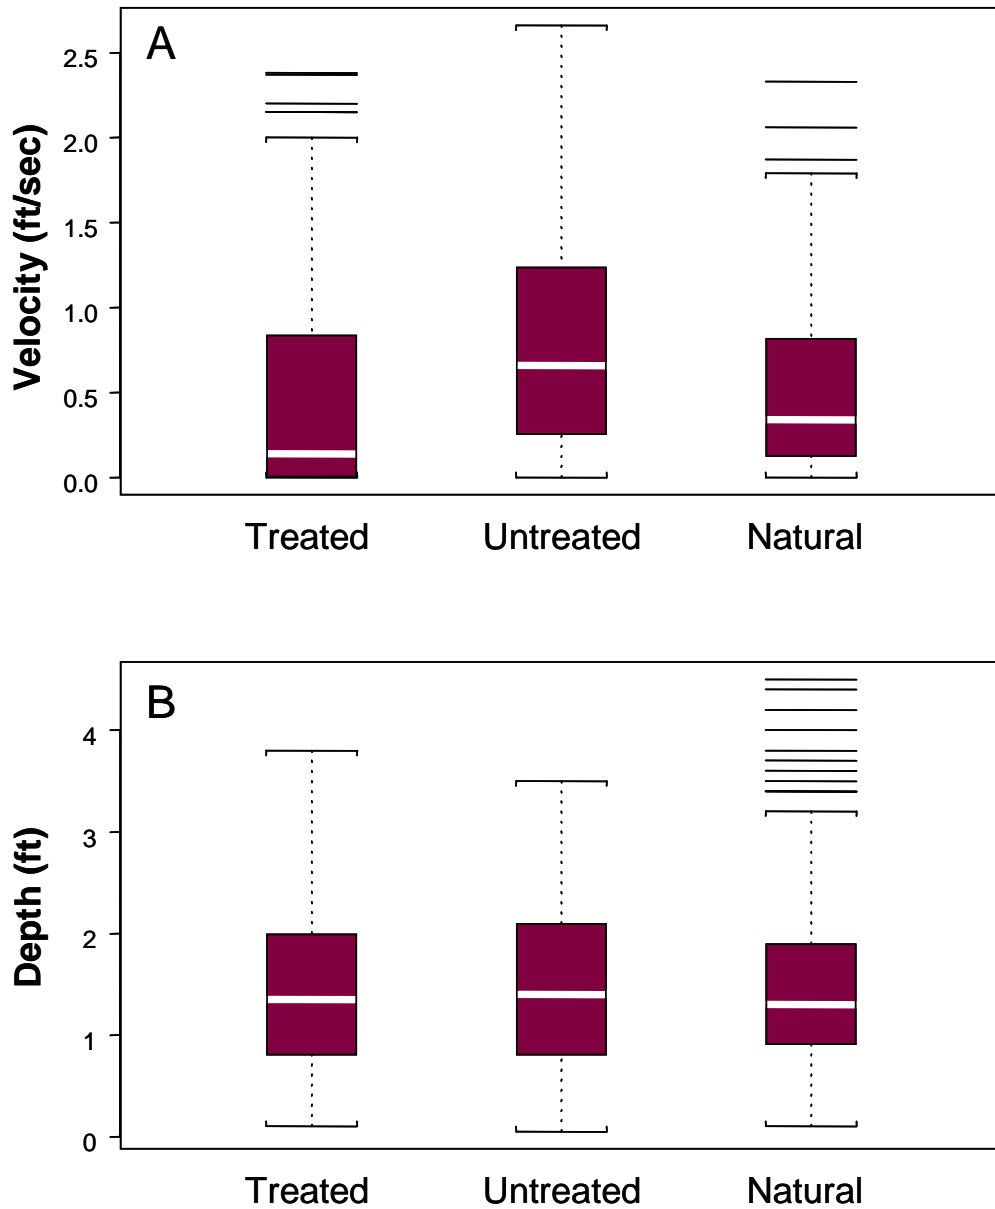 A
Velocity (ft/sec)
2.5
2.0
1.5
1.0
0.5
0.0
Treated Untreated Natural
B
Depth (ft)
4
3
2
1
0
Treated Untreated Natural